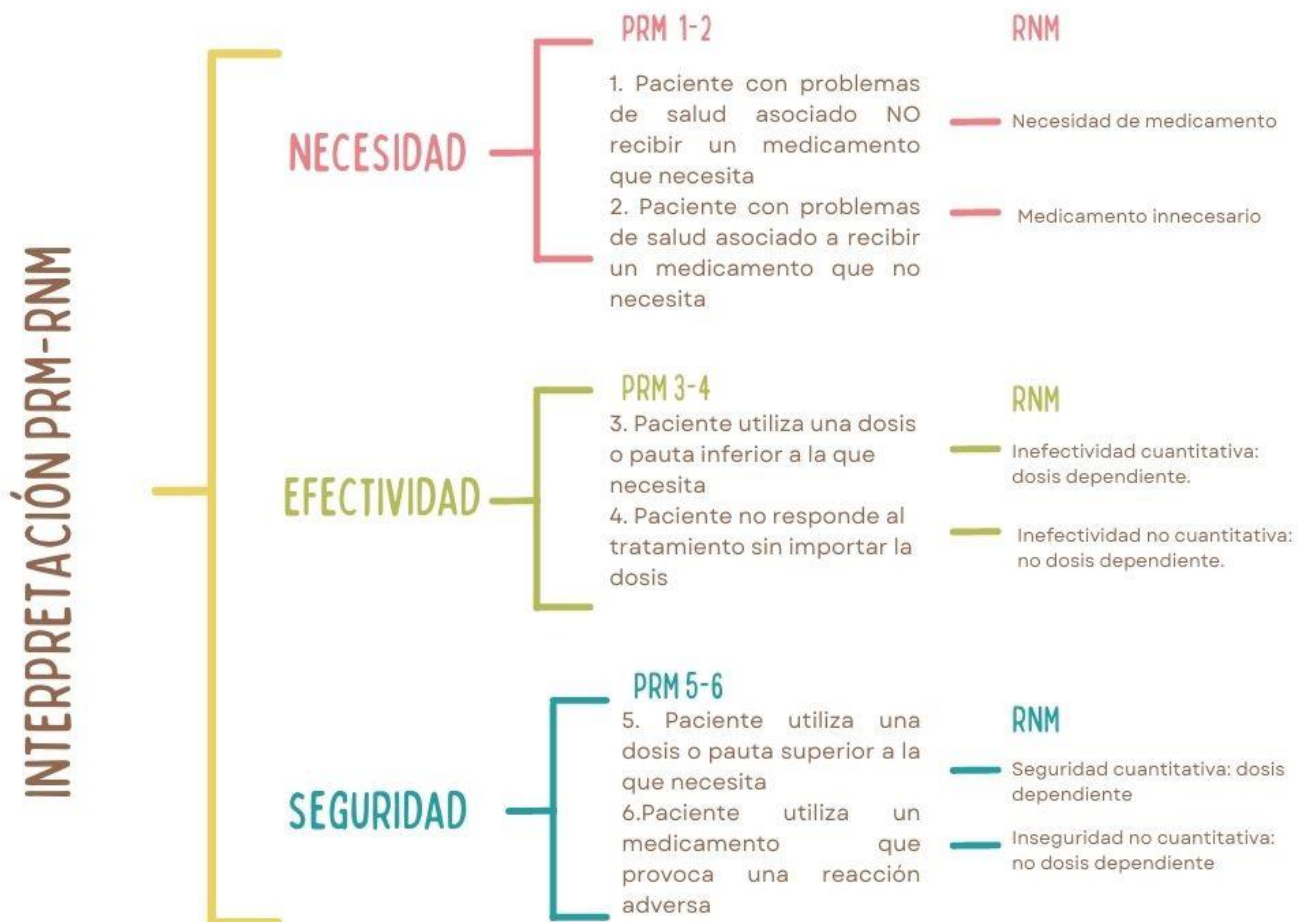 INTERPRETACIÓN PRM-RNM
NECESIDAD
PRM 1-2
1. Paciente con problemas
de salud asociado NO
recibir un medicamento
que necesita
2. Paciente con problemas
de salud asociado a recibir
un medicamento que no
necesita
RNM
Necesidad de medicamento
Medicamento innecesario
EFECTIVIDAD
PRM 3-4
3. Paciente utiliza una dosis
o pauta inferior a la que
necesita
4. Paciente no responde al
tratamiento sin importar la
dosis
RNM
Inefectividad cuantitativa:
dosis dependiente.
Inefectividad no cuantitativa:
no dosis dependiente.
SEGURIDAD
PRM 5-6
5. Paciente utiliza una
dosis o pauta superior a la
que necesita
6.Paciente utiliza un
medicamento que
provoca una reacción
adversa
RNM
Seguridad cuantitativa: dosis
dependiente
Inseguridad no cuantitativa:
no dosis dependiente